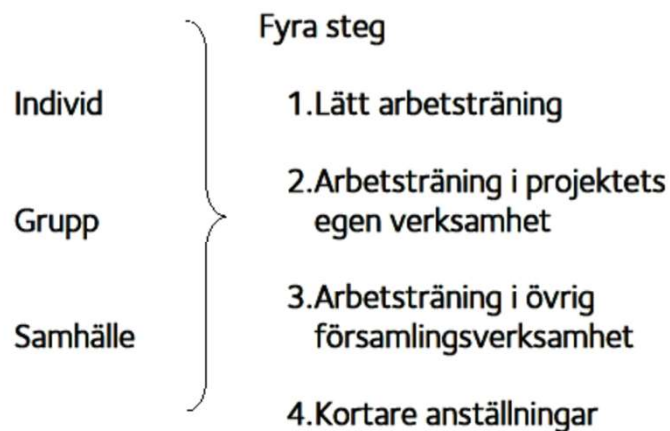 Individ
Grupp
Samhälle
Fyra steg
1.Lätt arbetsträning
2.Arbetsträning i projektets
egen verksamhet
3.Arbetsträning i övrig
församlingsverksamhet
4.Kortare anställningar